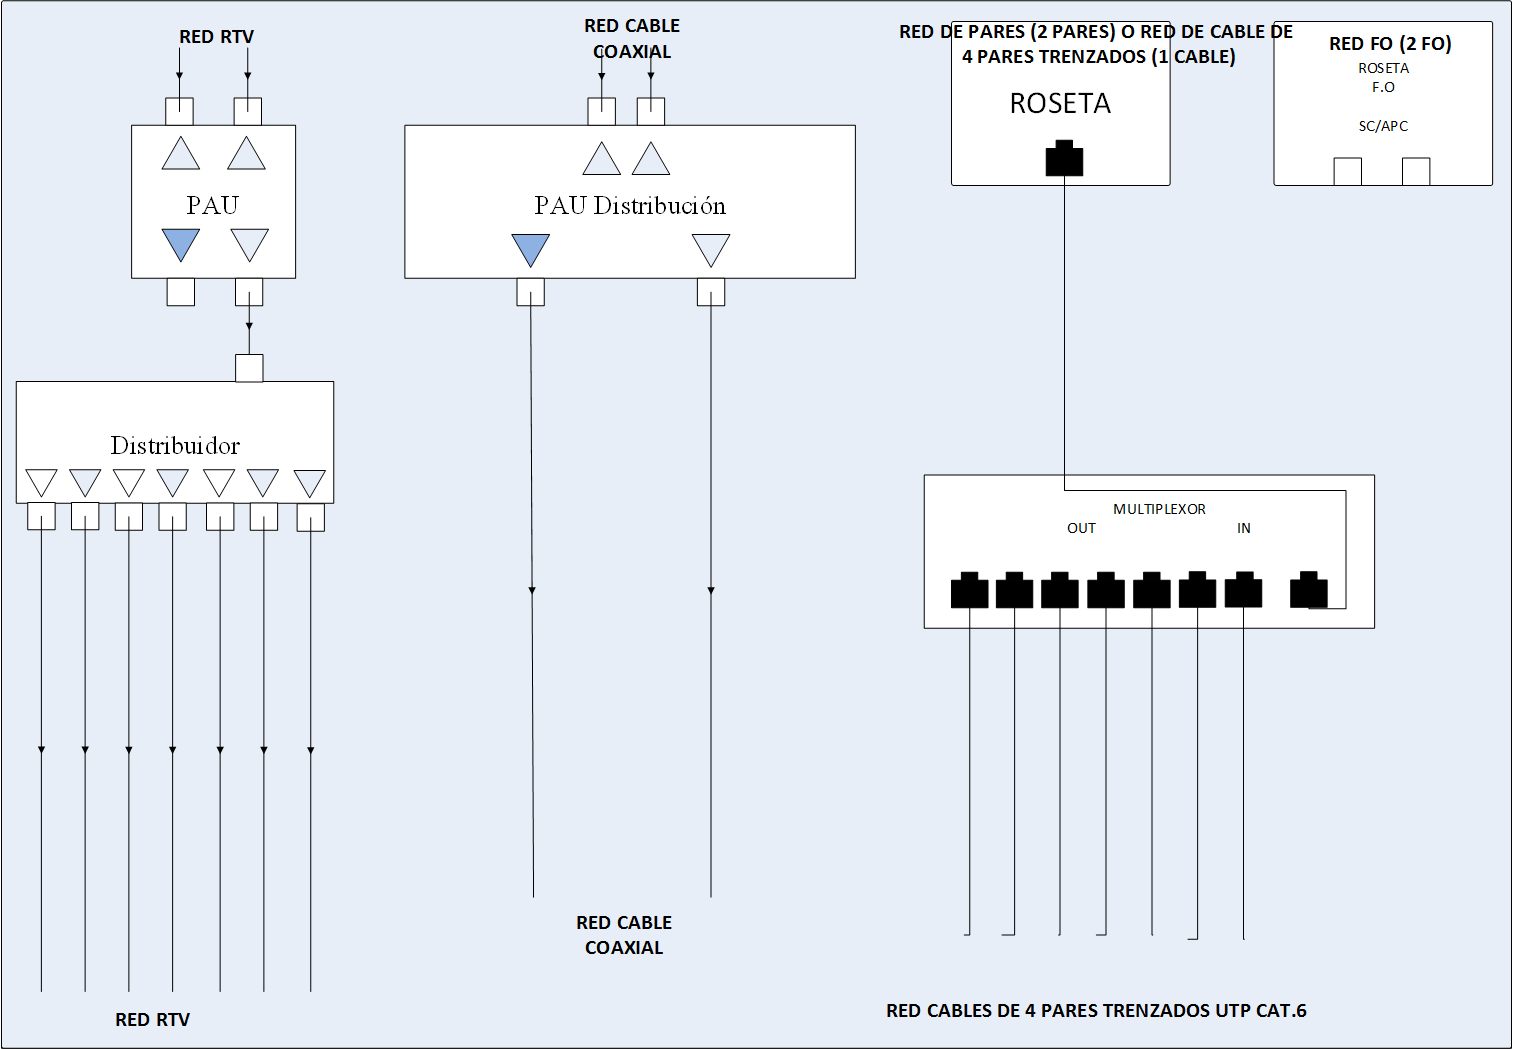 RED RTV
RED CABLE
COAXIAL
RED DE PARES (2 PARES) O RED DE CABLE DE
4 PARES TRENZADOS (1 CABLE)
RED FO (2 FO)
ROSETA
F.O
SC/APC
ROSETA
PAU
PAU Distribución
Distribuidor
MULTIPLEXOR
OUT
IN
RED CABLE
COAXIAL
RED RTV
RED CABLES DE 4 PARES TRENZADOS UTP CAT.6